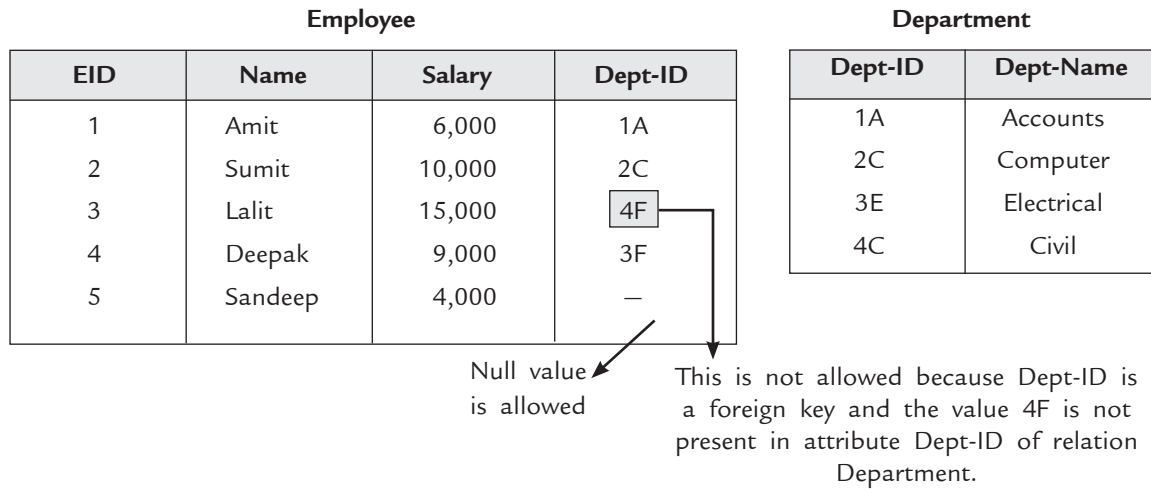 Employee
EID Name Salary Dept-ID
1 Amit 6,000 1A
2 Sumit 10,000 2C
3 Lalit 15,000 4F
4 Deepak 9,000 3F
5 Sandeep 4,000 –
Department
Dept-ID Dept-Name
1A Accounts
2C Computer
3E Electrical
4C Civil
Null value
is allowed
This is not allowed because Dept-ID is
a foreign key and the value 4F is not
present in attribute Dept-ID of relation
Department.